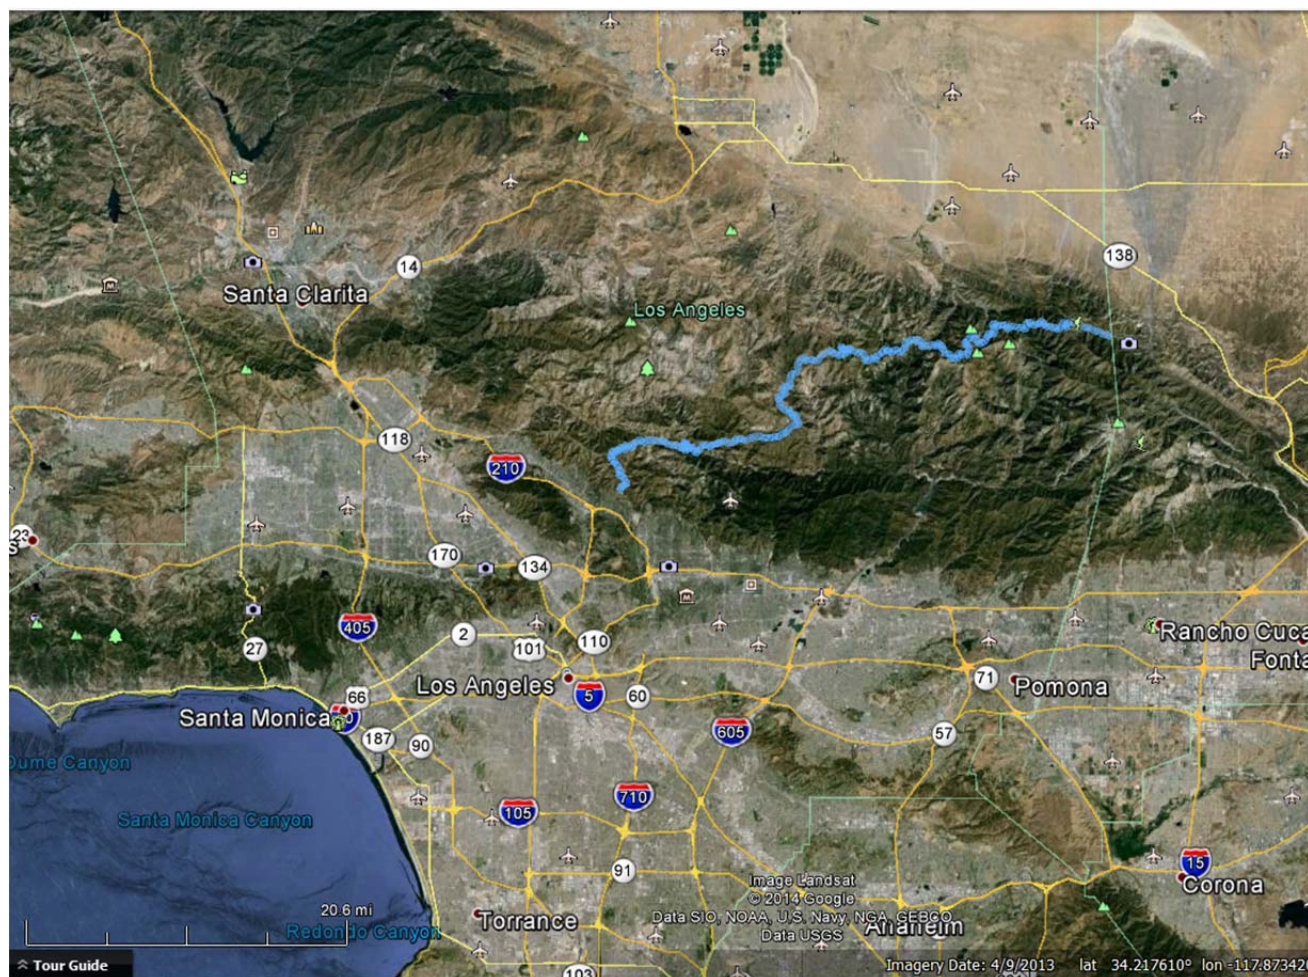 138
Santa Clarita
14
Los Angeles
118
210
23
s
170
134
405
2
27
101
110
Rancho Cuca
Fonta
Los Angeles
5
60
71
Pomona
66
Santa Monica
187
90
605
57
Dume Canyon
Santa Monica Canyon
105
710
91
15
Corona
Image Landsat
© 2014 Google
Data SIO, NOAA, U.S. Navy, NGA, GEBCO
Data USGS
Anaheim
20.6 mi
Redondo Canyon
Torrance
103
Tour Guide
Imagery Date: 4/9/2013 lat 34.217610° lon -117.87342